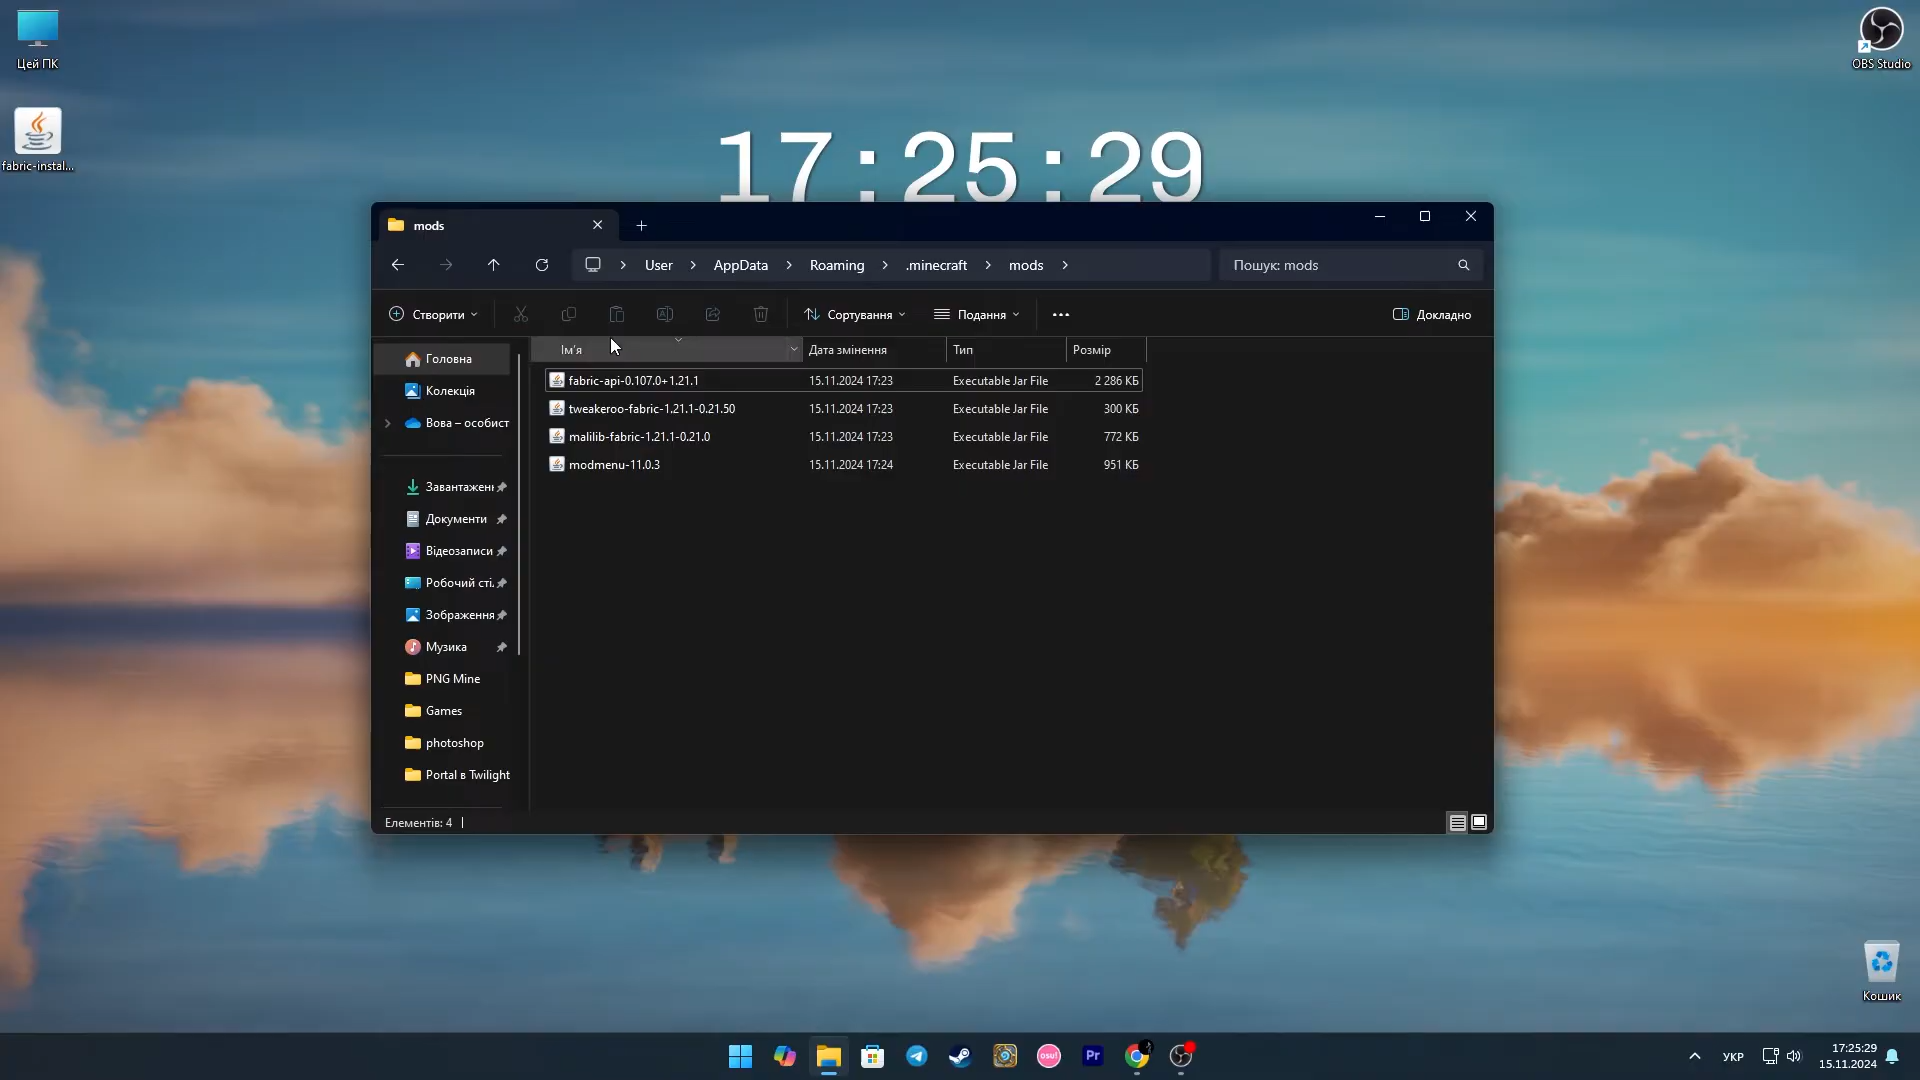 Цей ПК
OBS Studio
fabric-instal...
17:25:29
mods
User
AppData
Roaming
.minecraft
mods
Пошук: mods
Створити
Сортування
Подання
Докладно
Ім'я
Дата змінення
Тип
Розмір
fabric-api-0.107.0+1.21.1 15.11.2024 17:23 Executable Jar File 2 286 КБ
tweakeroo-fabric-1.21.1-0.21.50 15.11.2024 17:23 Executable Jar File 300 КБ
malilib-fabric-1.21.1-0.21.0 15.11.2024 17:23 Executable Jar File 772 КБ
modmenu-11.0.3 15.11.2024 17:24 Executable Jar File 951 КБ
Головна
Колекція
Вова – особист
Завантажен
Документи
Відеозаписи
Робочий сті.
Зображення
Музика
PNG Mine
Games
photoshop
Portal в Twilight
Елементів: 4
Кошик
osu!
Pr
УКР
17:25:29
15.11.2024